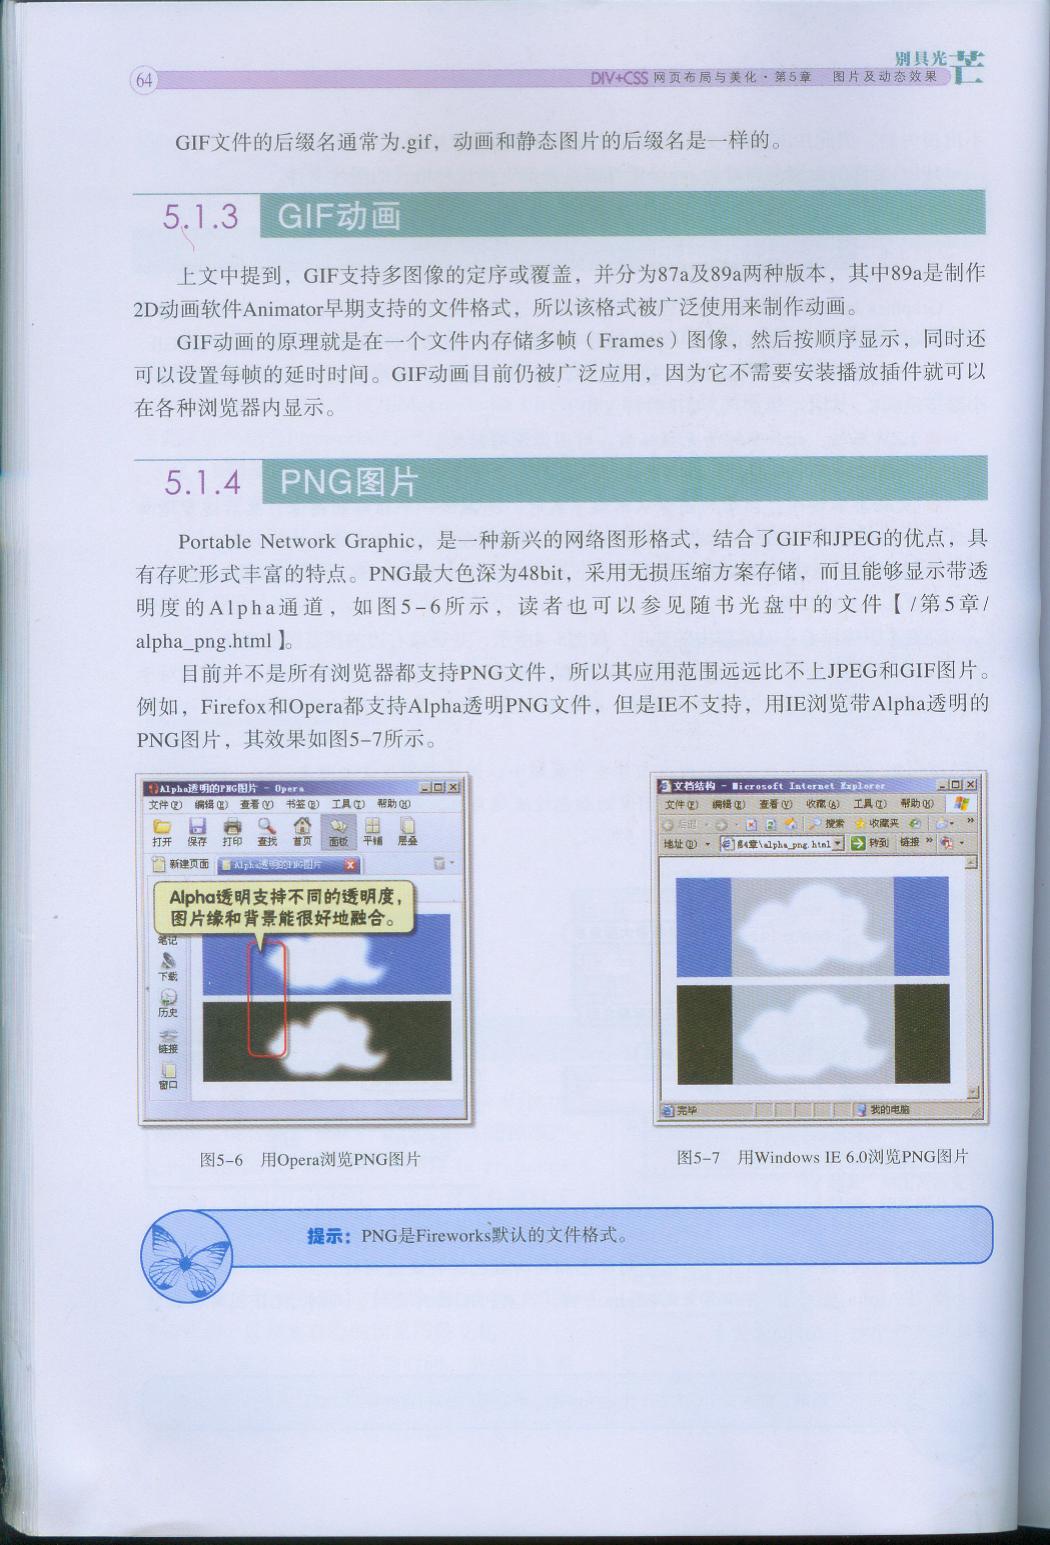 64
别具光芒
DIV+CSS 网页布局与美化·第5章 图片及动态效果
GIF文件的后缀名通常为.gif，动画和静态图片的后缀名是一样的。
5.1.3 GIF动画
上文中提到，GIF支持多图像的定序或覆盖，并分为87a及89a两种版本，其中89a是制作
2D动画软件Animator早期支持的文件格式，所以该格式被广泛使用来制作动画。
GIF动画的原理就是在一个文件内存储多帧（Frames）图像，然后按顺序显示，同时还
可以设置每帧的延时时间。GIF动画目前仍被广泛应用，因为它不需要安装播放插件就可以
在各种浏览器内显示。
5.1.4 PNG图片
Portable Network Graphic，是一种新兴的网络图形格式，结合了GIF和JPEG的优点，具
有存贮形式丰富的特点。PNG最大色深为48bit，采用无损压缩方案存储，而且能够显示带透
明度的Alpha通道，如图5-6所示，读者也可以参见随书光盘中的文件【/第5章/
alpha_png.html】。
目前并不是所有浏览器都支持PNG文件，所以其应用范围远远比不上JPEG和GIF图片。
例如，Firefox和Opera都支持Alpha透明PNG文件，但是IE不支持，用IE浏览带Alpha透明的
PNG图片，其效果如图5-7所示。
Alpha透明的PNG图片 - Opera
文件(F) 编辑(E) 查看(V) 书签(B) 工具(T) 帮助(H)
打开 保存 打印 查找 首页 面板 平铺 层叠
新建页面 Alpha透明的PNG图片
Alpha透明支持不同的透明度，
图片缘和背景能很好地融合。
笔记
下载
历史
链接
窗口
文档结构 - Microsoft Internet Explorer
文件(F) 编辑(E) 查看(V) 收藏(A) 工具(T) 帮助(H)
后退 搜索 收藏夹
地址(D) 第4章\alpha_png.html 转到 链接
完毕 我的电脑
图5-6 用Opera浏览PNG图片
图5-7 用Windows IE 6.0浏览PNG图片
提示：PNG是Fireworks默认的文件格式。